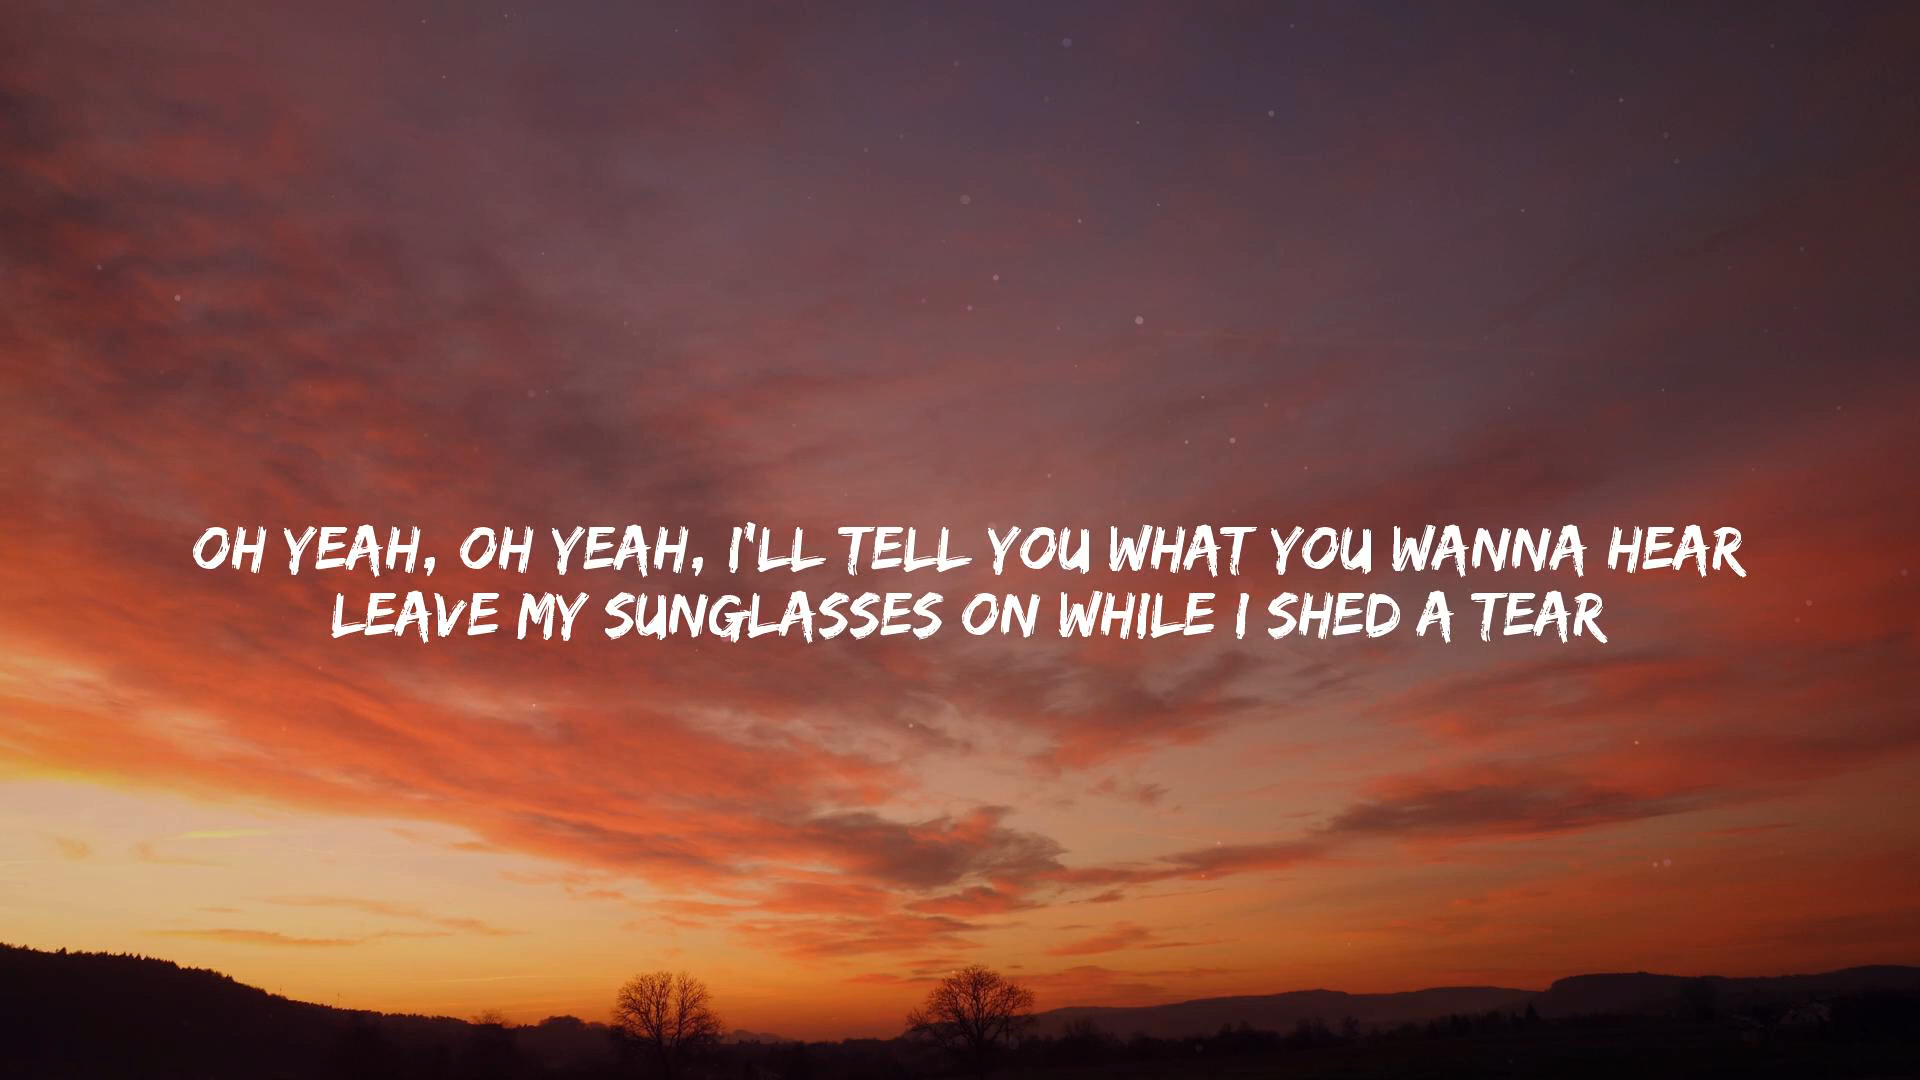 OH YEAH, OH YEAH, I'LL TELL YOU WHAT YOU WANNA HEAR
LEAVE MY SUNGLASSES ON WHILE I SHED A TEAR